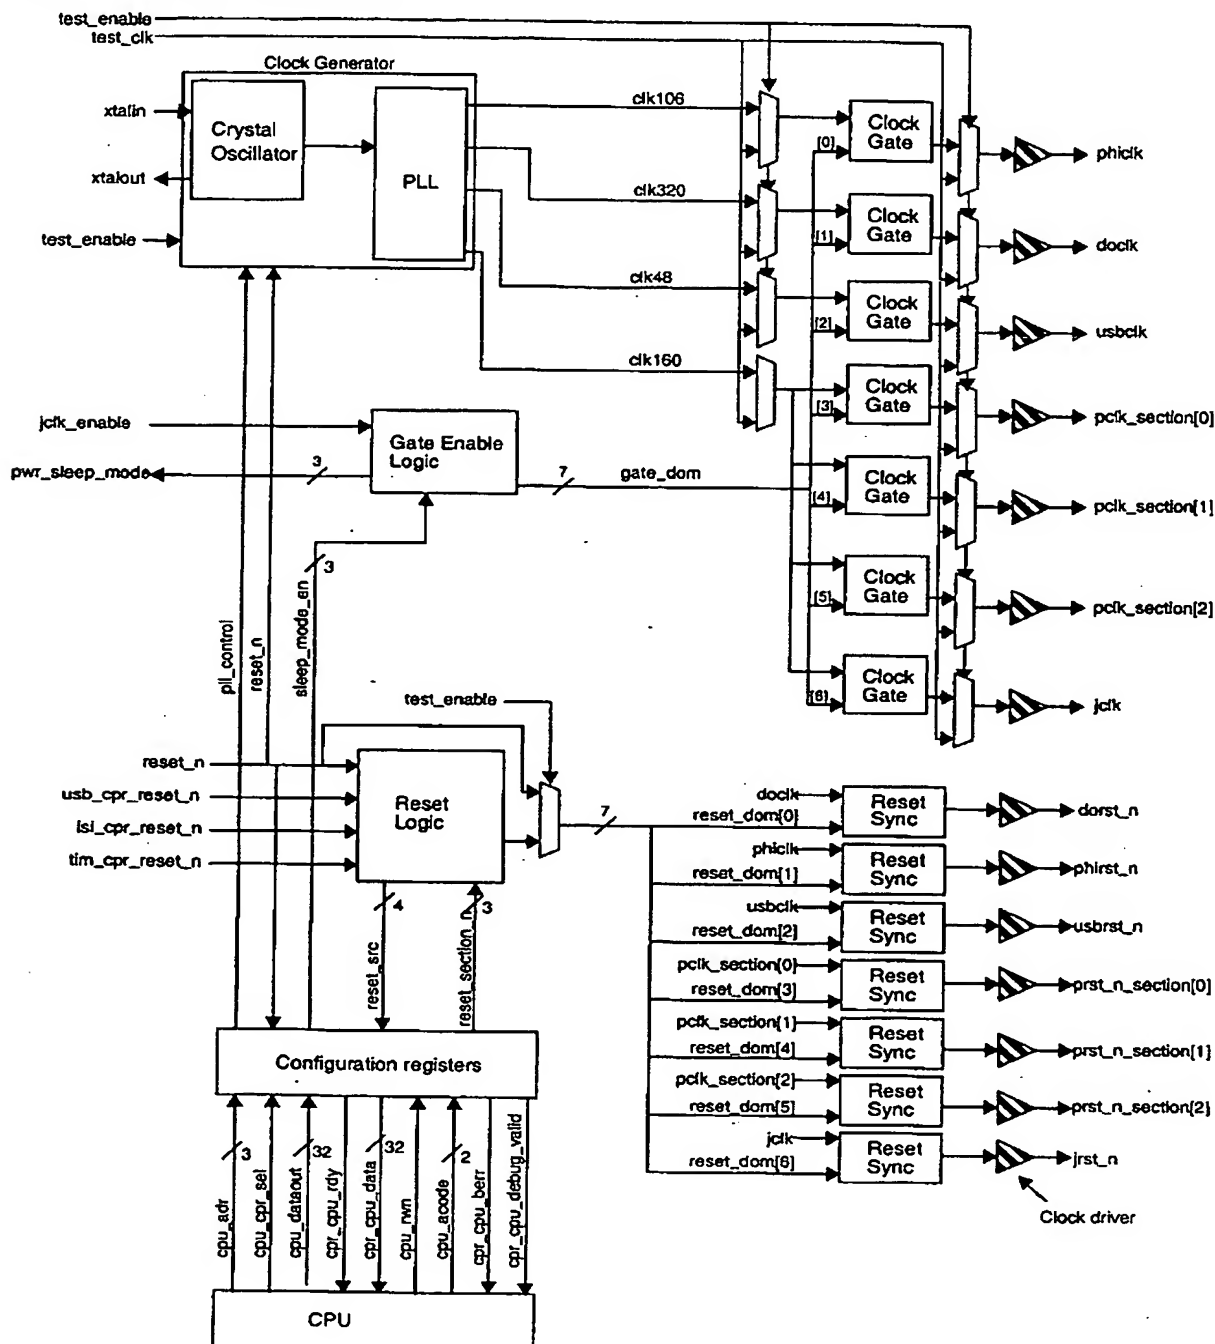 test_enable
test_clk
Clock Generator
xtalin
Crystal
Oscillator
xtalout
PLL
test_enable
clk106
clk320
clk48
clk160
[0]
Clock
Gate
phiclk
[1]
Clock
Gate
doclk
[2]
Clock
Gate
usbclk
[3]
Clock
Gate
pclk_section[0]
[4]
Clock
Gate
pclk_section[1]
[5]
Clock
Gate
pclk_section[2]
[6]
Clock
Gate
jclk
jclk_enable
pwr_sleep_mode
3
Gate Enable
Logic
7
gate_dom
3
pll_control
reset_n
sleep_mode_en
test_enable
reset_n
usb_cpr_reset_n
isi_cpr_reset_n
tim_cpr_reset_n
Reset
Logic
7
4
3
reset_src
reset_section_n
doclk
reset_dom[0]
Reset
Sync
dorst_n
phiclk
reset_dom[1]
Reset
Sync
phirst_n
usbclk
reset_dom[2]
Reset
Sync
usbrst_n
pclk_section[0]
reset_dom[3]
Reset
Sync
prst_n_section[0]
pclk_section[1]
reset_dom[4]
Reset
Sync
prst_n_section[1]
pclk_section[2]
reset_dom[5]
Reset
Sync
prst_n_section[2]
jclk
reset_dom[6]
Reset
Sync
jrst_n
Clock driver
Configuration registers
3
32
32
2
cpu_adr
cpu_cpr_sel
cpu_dataout
cpr_cpu_rdy
cpr_cpu_data
cpu_rwn
cpu_acode
cpr_cpu_berr
cpr_cpu_debug_valid
CPU